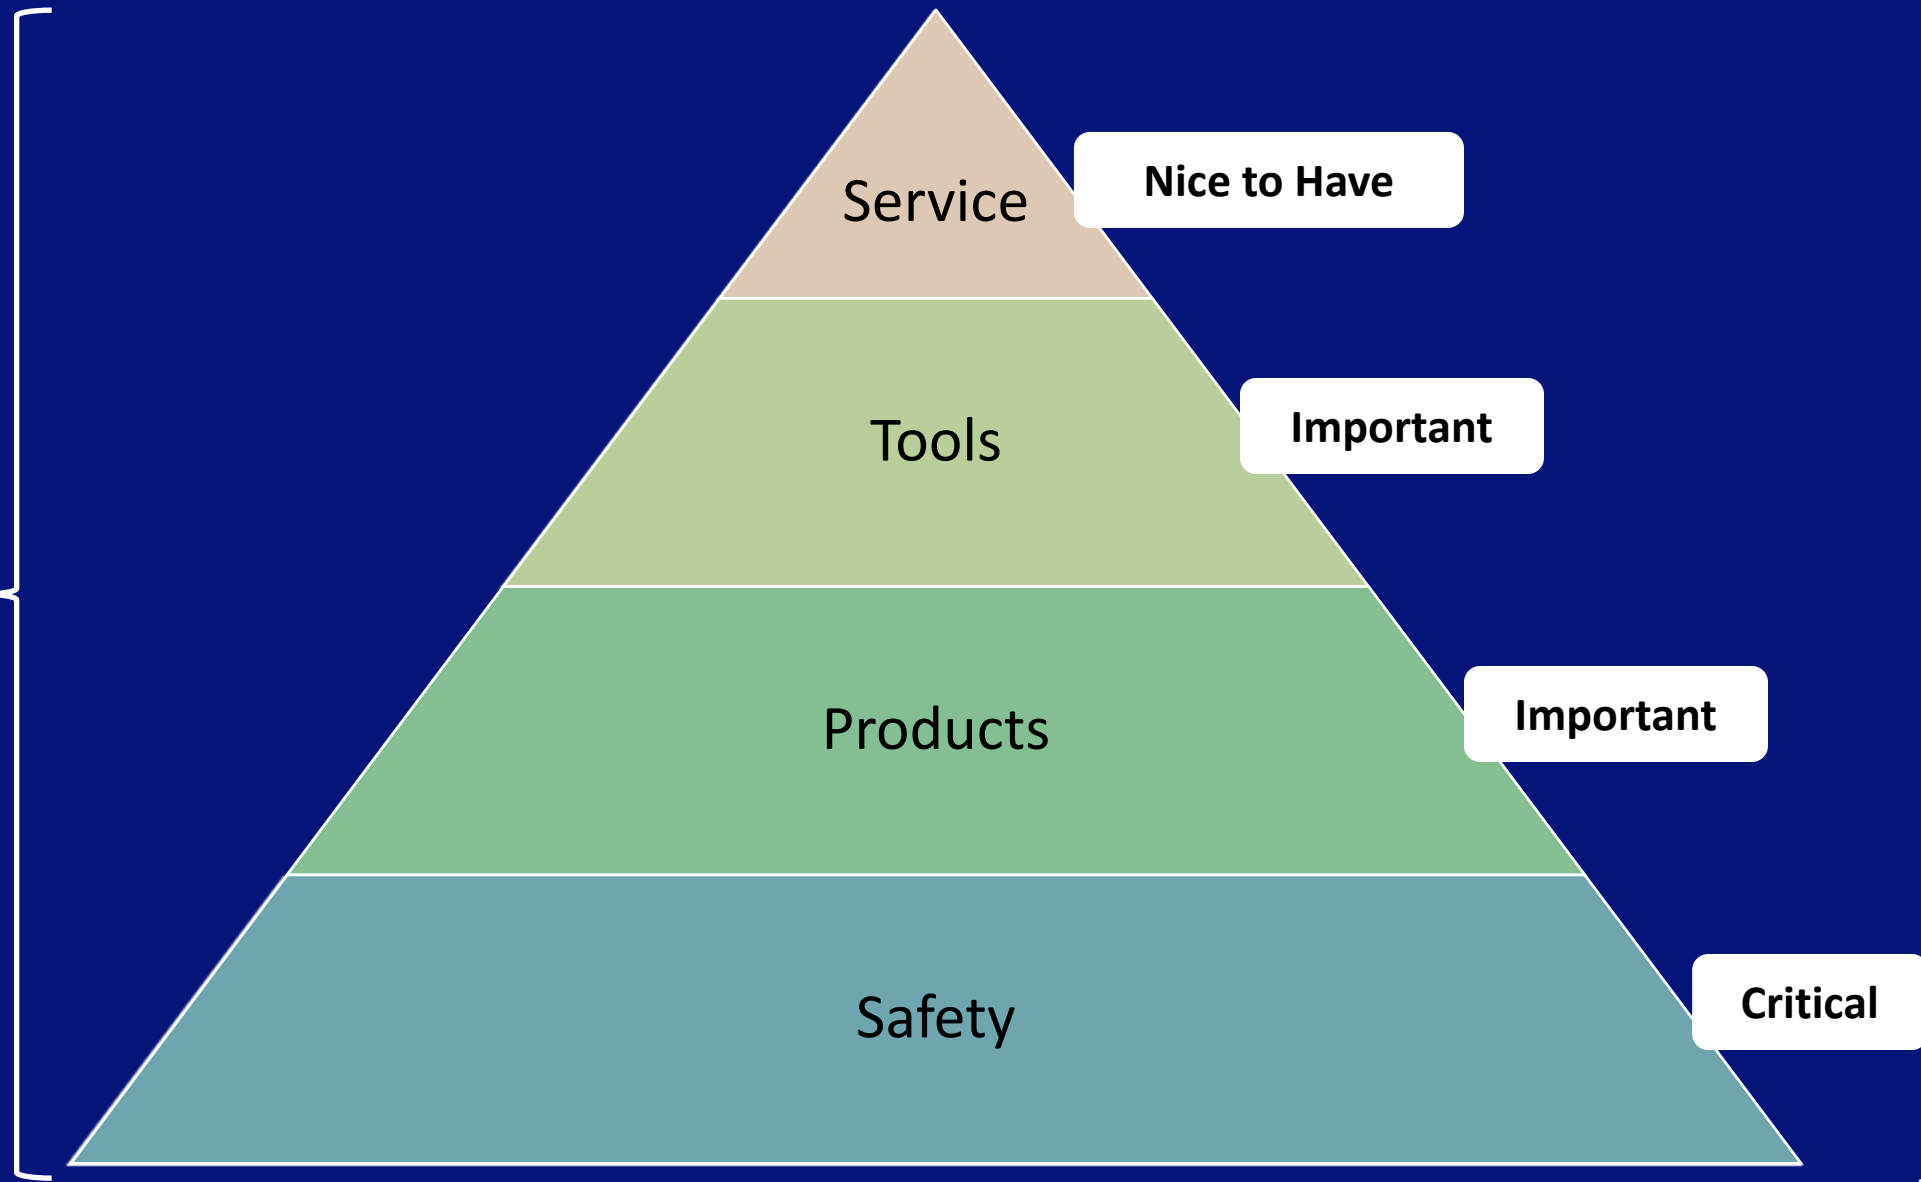 Service
Nice to Have
Tools
Important
Products
Important
Safety
Critical